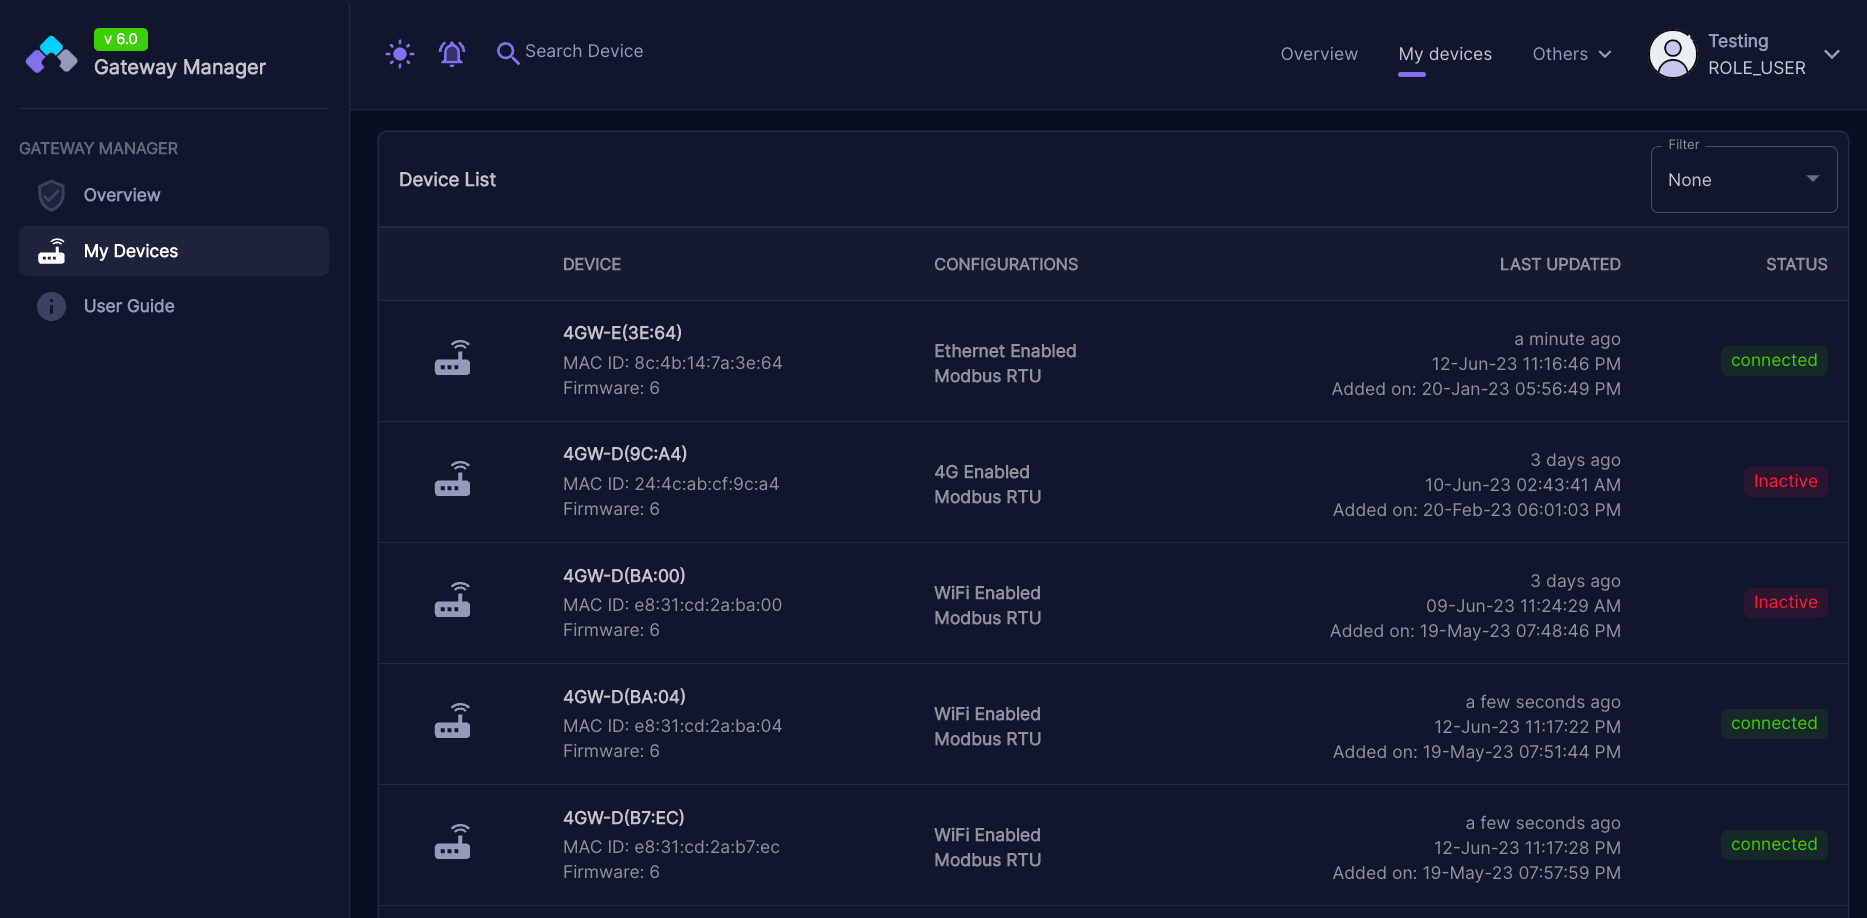 v 6.0
Gateway Manager
Search Device
Overview
My devices
Others
Testing
ROLE_USER
GATEWAY MANAGER
Overview
My Devices
User Guide
Device List
Filter
None
DEVICE CONFIGURATIONS LAST UPDATED STATUS
4GW-E(3E:64)
MAC ID: 8c:4b:14:7a:3e:64
Firmware: 6
Ethernet Enabled
Modbus RTU
a minute ago
12-Jun-23 11:16:46 PM
Added on: 20-Jan-23 05:56:49 PM
connected
4GW-D(9C:A4)
MAC ID: 24:4c:ab:cf:9c:a4
Firmware: 6
4G Enabled
Modbus RTU
3 days ago
10-Jun-23 02:43:41 AM
Added on: 20-Feb-23 06:01:03 PM
Inactive
4GW-D(BA:00)
MAC ID: e8:31:cd:2a:ba:00
Firmware: 6
WiFi Enabled
Modbus RTU
3 days ago
09-Jun-23 11:24:29 AM
Added on: 19-May-23 07:48:46 PM
Inactive
4GW-D(BA:04)
MAC ID: e8:31:cd:2a:ba:04
Firmware: 6
WiFi Enabled
Modbus RTU
a few seconds ago
12-Jun-23 11:17:22 PM
Added on: 19-May-23 07:51:44 PM
connected
4GW-D(B7:EC)
MAC ID: e8:31:cd:2a:b7:ec
Firmware: 6
WiFi Enabled
Modbus RTU
a few seconds ago
12-Jun-23 11:17:28 PM
Added on: 19-May-23 07:57:59 PM
connected